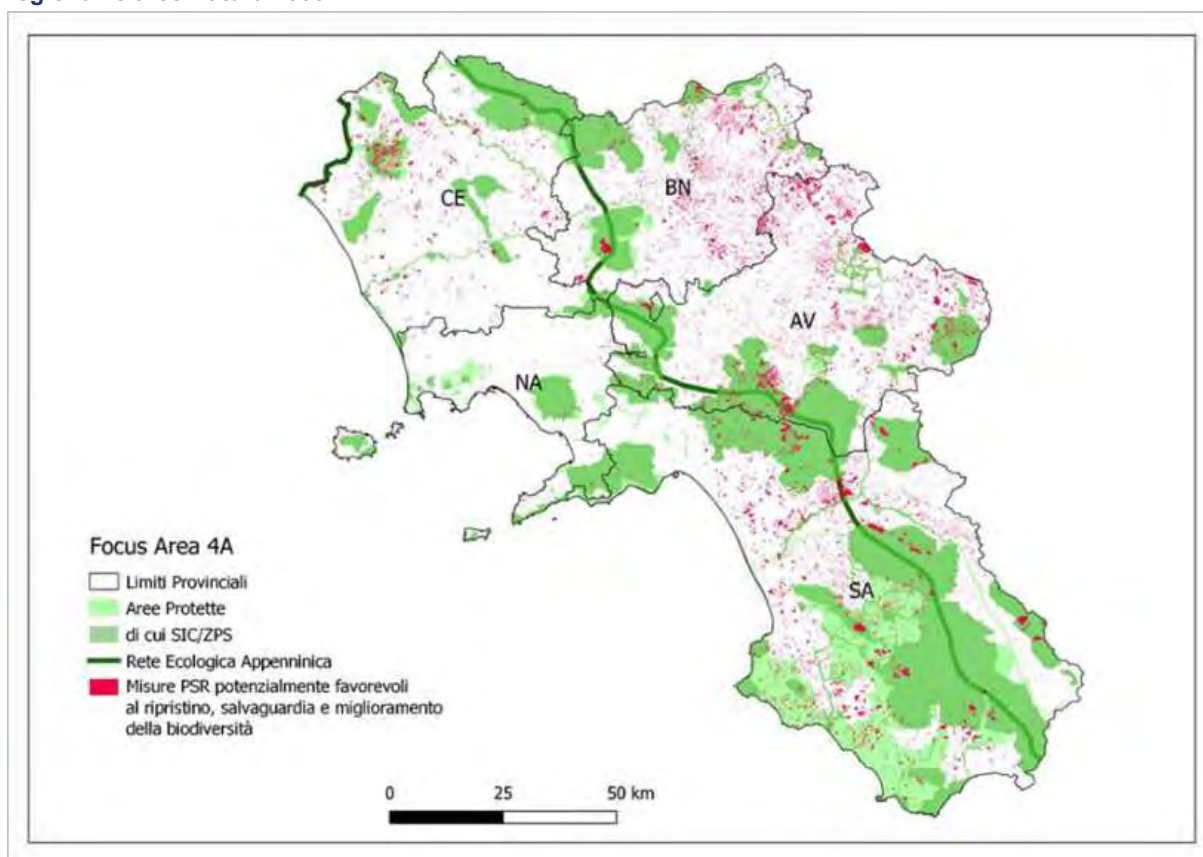 BN
CE
AV
NA
SA
Focus Area 4A
Limiti Provinciali
Aree Protette
di cui SIC/ZPS
Rete Ecologica Appenninica
Misure PSR potenzialmente favorevoli
al ripristino, salvaguardia e miglioramento
della biodiversità
0 25 50 km